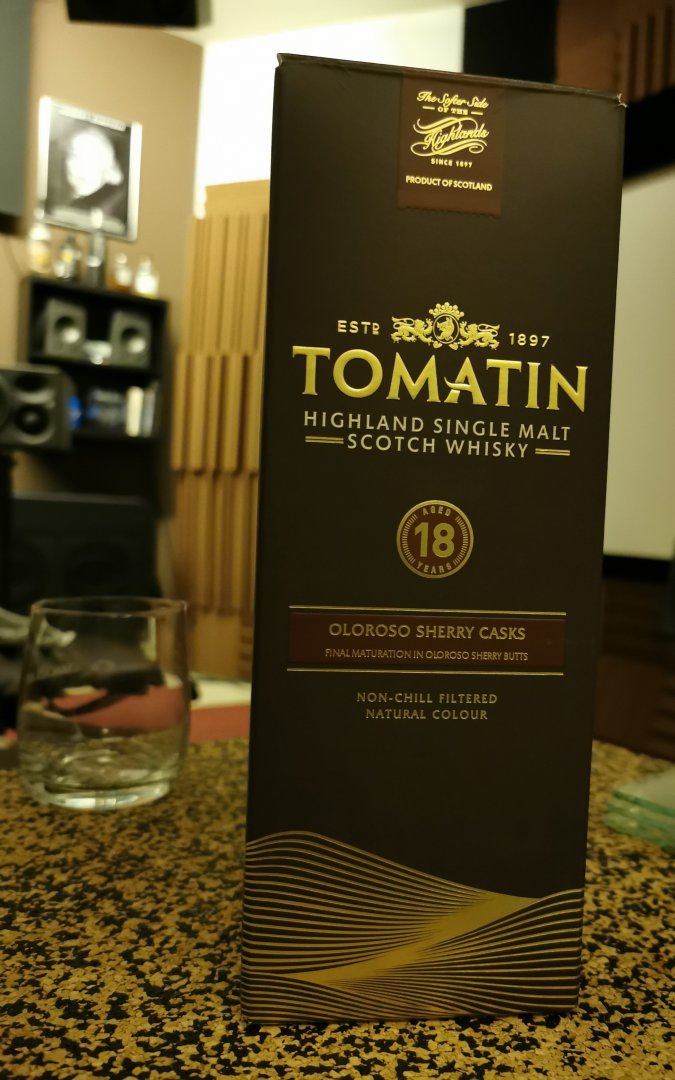 The Softer Side
OF THE
Highlands
SINCE 1897
PRODUCT OF SCOTLAND
ESTD 1897
TOMATIN
HIGHLAND SINGLE MALT
SCOTCH WHISKY
AGED
18
YEARS
OLOROSO SHERRY CASKS
FINAL MATURATION IN OLOROSO SHERRY BUTTS
NON-CHILL FILTERED
NATURAL COLOUR